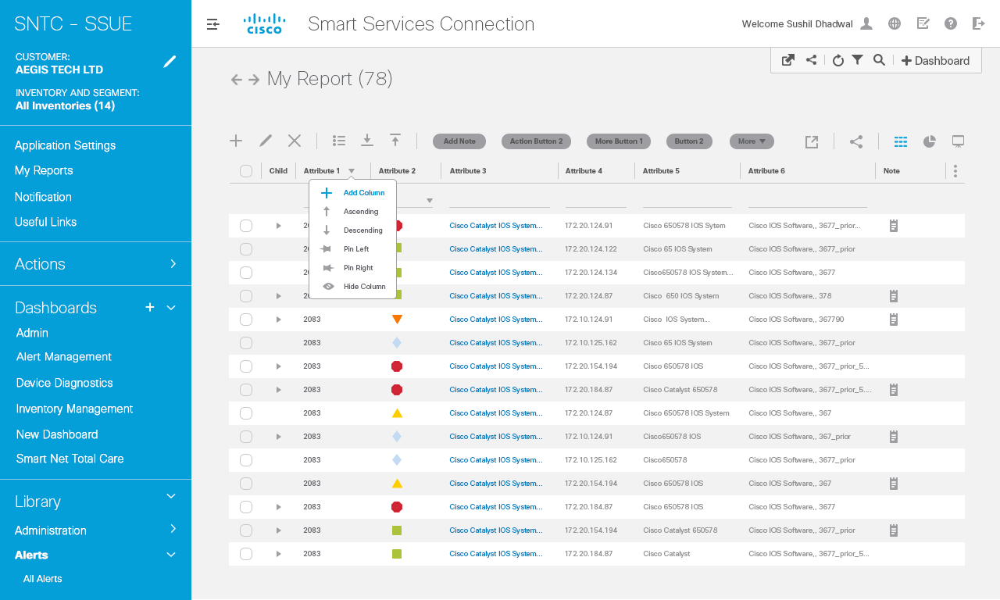 SNTC - SSUE
CUSTOMER:
AEGIS TECH LTD
INVENTORY AND SEGMENT:
All Inventories (14)
Application Settings
My Reports
Notification
Useful Links
Actions
Dashboards
Admin
Alert Management
Device Diagnostics
Inventory Management
New Dashboard
Smart Net Total Care
Library
Administration
Alerts
All Alerts
CISCO
Smart Services Connection
Welcome Sushil Dhadwal
Dashboard
My Report (78)
Add Note Action Button 2 More Button 1 Button 2 More
Child Attribute 1 Attribute 2 Attribute 3 Attribute 4 Attribute 5 Attribute 6 Note
Add Column
Ascending
Descending
Pin Left
Pin Right
Hide Column
Cisco Catalyst IOS System... 172.20.124.91 Cisco 650578 IOS Sytem Cisco IOS Software,, 3677_prior...
Cisco Catalyst IOS System... 172.20.124.122 Cisco 65 IOS System Cisco IOS Software,, 3677_prior
Cisco Catalyst IOS System... 172.20.124.134 Cisco650578 IOS System... Cisco IOS Software,, 3677
Cisco Catalyst IOS System... 172.20.124.87 Cisco 650 IOS System Cisco IOS Software,, 378
2083 Cisco Catalyst IOS System... 172.10.124.91 Cisco IOS System... Cisco IOS Software,, 367790
2083 Cisco Catalyst IOS System... 172.10.125.162 Cisco 65 IOS System Cisco IOS Software,, 3677_prior
2083 Cisco Catalyst IOS System... 172.20.154.194 Cisco 650578 IOS Cisco IOS Software,, 3677_prior_5...
2083 Cisco Catalyst IOS System... 172.20.184.87 Cisco Catalyst 650578 Cisco IOS Software,, 3677_prior_5....
2083 Cisco Catalyst IOS System... 172.20.124.87 Cisco 650578 IOS System Cisco IOS Software,, 367
2083 Cisco Catalyst IOS System... 172.10.124.91 Cisco650578 IOS Cisco IOS Software,, 367_prior
2083 Cisco Catalyst IOS System... 172.10.125.162 Cisco650578 Cisco IOS Software,, 3677_prior
2083 Cisco Catalyst IOS System... 172.20.154.194 Cisco 650578 IOS Cisco IOS Software,, 367
2083 Cisco Catalyst IOS System... 172.20.184.87 Cisco 650578 IOS Cisco IOS Software,, 3677
2083 Cisco Catalyst IOS System... 172.20.154.194 Cisco Catalyst 650578 Cisco IOS Software,, 3677_prior
2083 Cisco Catalyst IOS System... 172.20.184.87 Cisco Catalyst Cisco IOS Software,, 3677_prior_5...